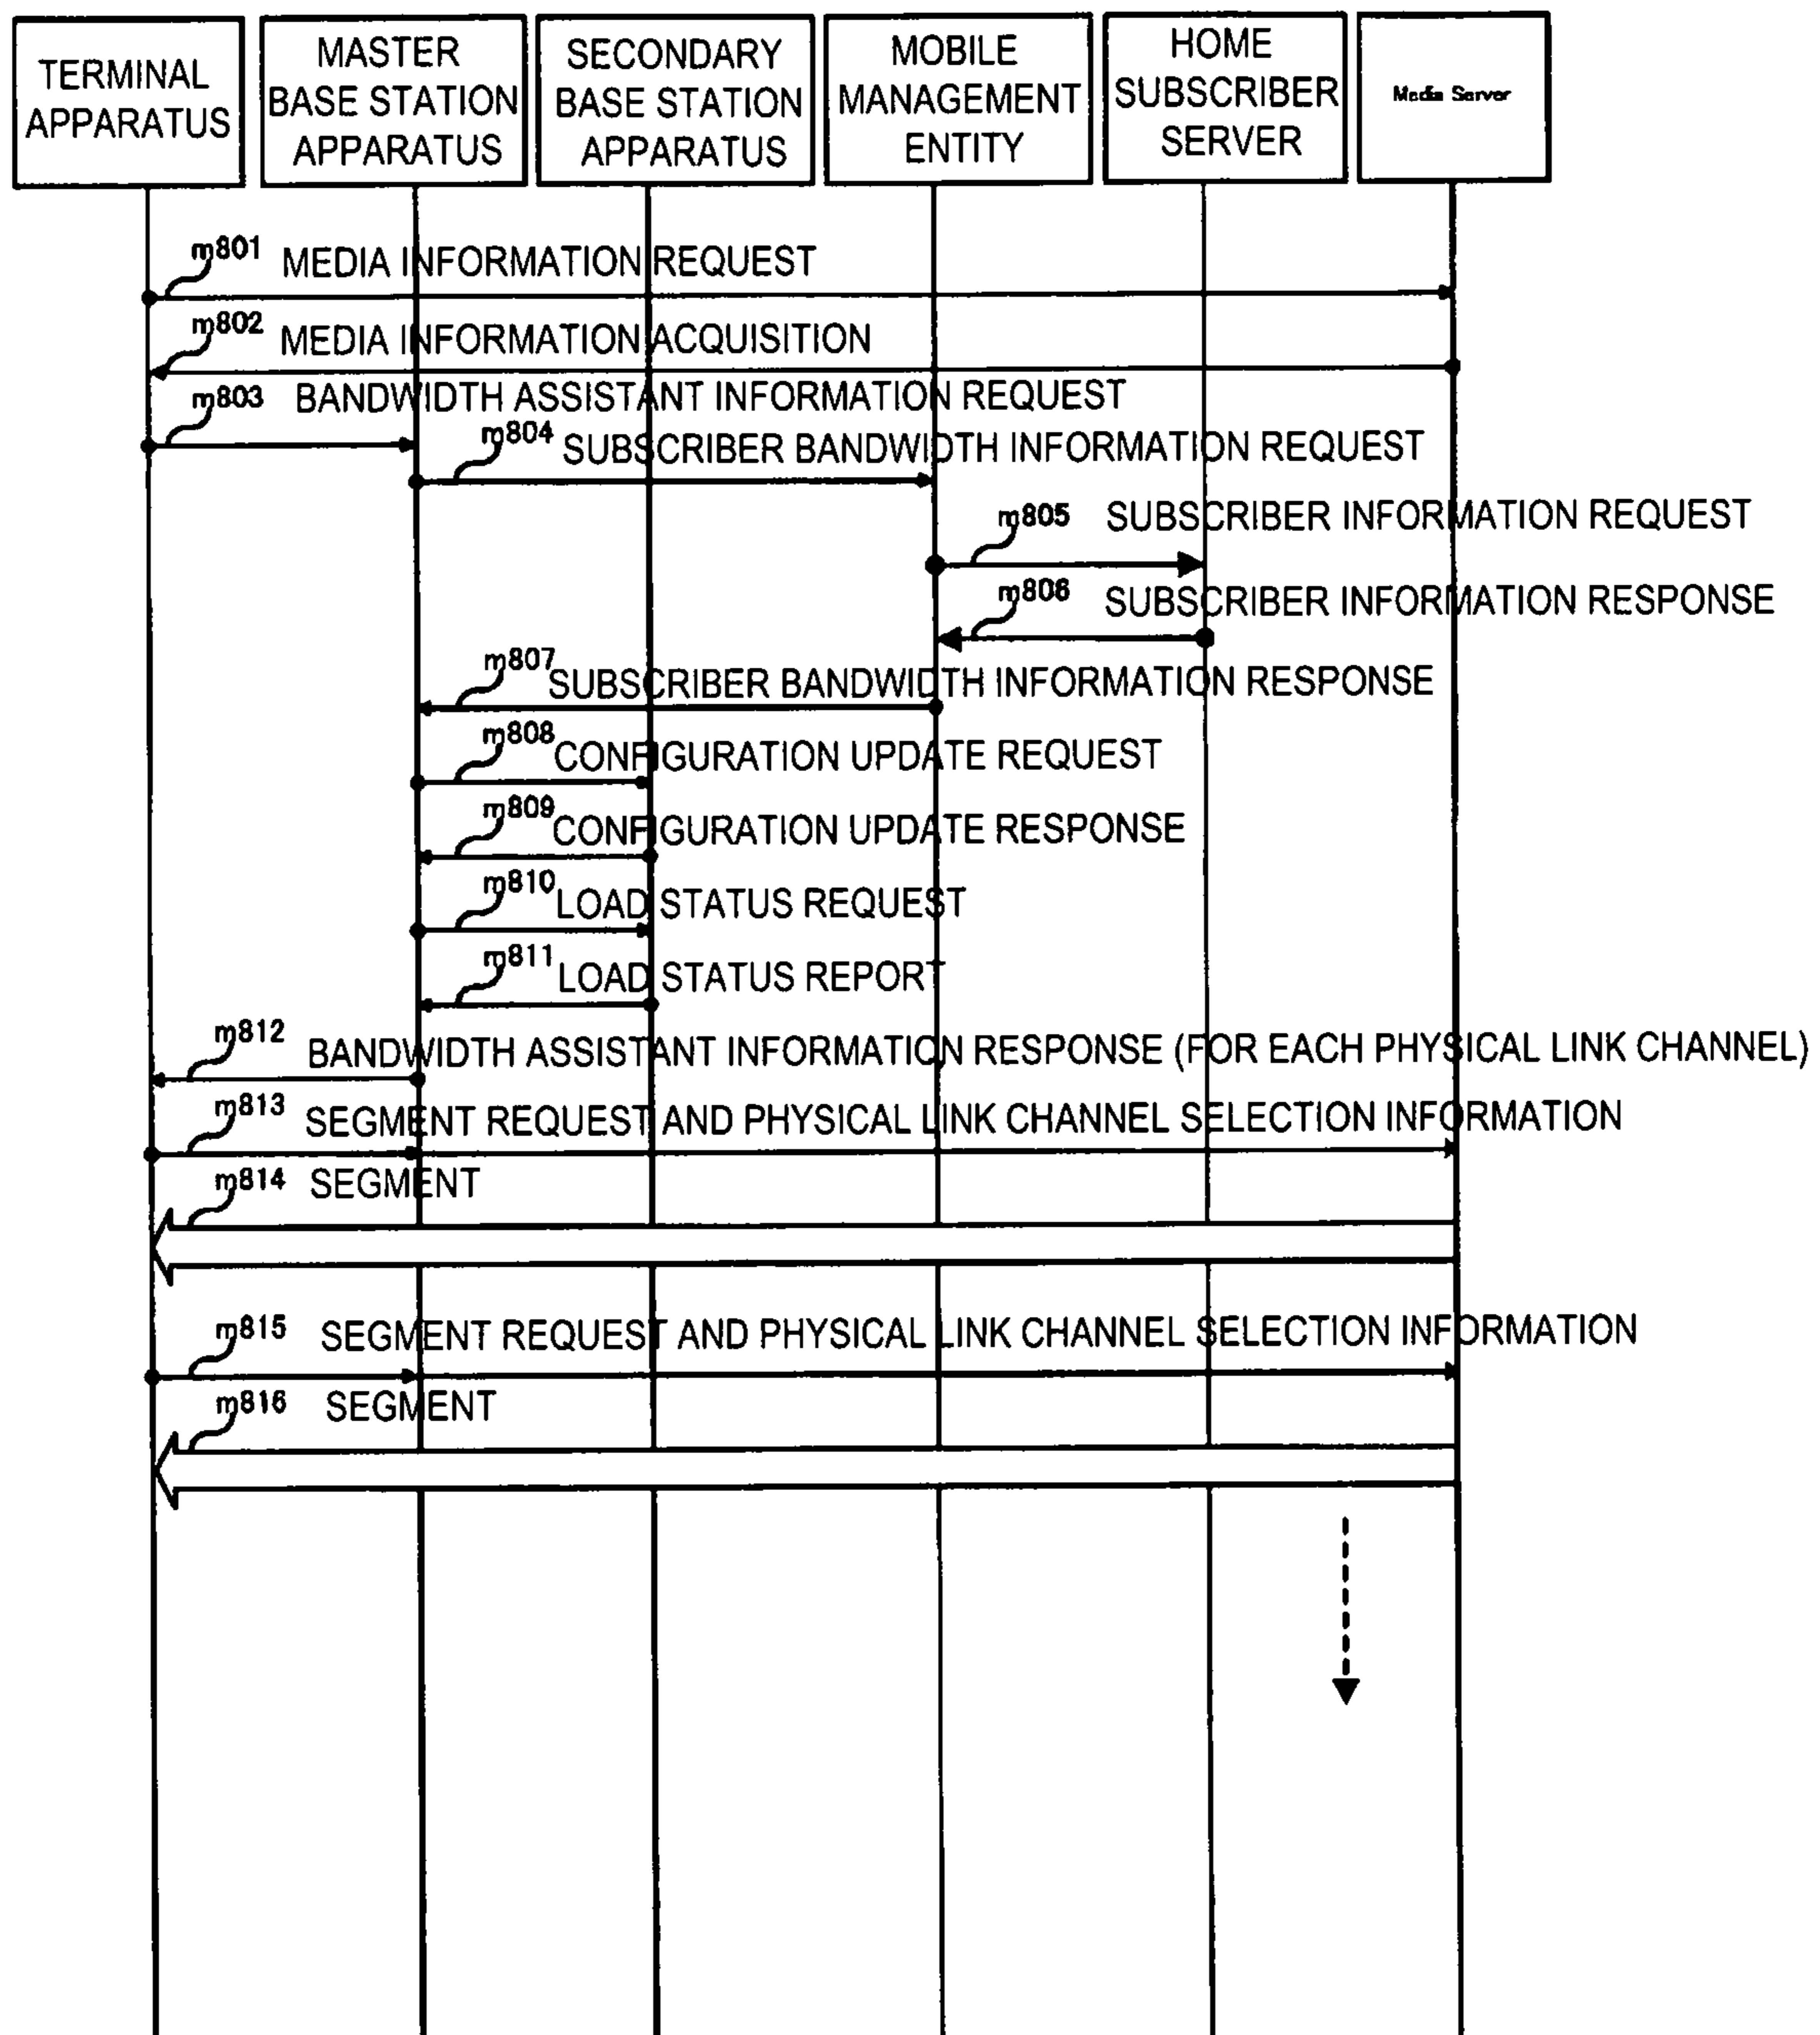 TERMINAL
APPARATUS
MASTER
BASE STATION
APPARATUS
SECONDARY
BASE STATION
APPARATUS
MOBILE
MANAGEMENT
ENTITY
HOME
SUBSCRIBER
SERVER
Media Server
m801 MEDIA INFORMATION REQUEST
m802 MEDIA INFORMATION ACQUISITION
m803 BANDWIDTH ASSISTANT INFORMATION REQUEST
m804 SUBSCRIBER BANDWIDTH INFORMATION REQUEST
m805 SUBSCRIBER INFORMATION REQUEST
m806 SUBSCRIBER INFORMATION RESPONSE
m807 SUBSCRIBER BANDWIDTH INFORMATION RESPONSE
m808 CONFIGURATION UPDATE REQUEST
m809 CONFIGURATION UPDATE RESPONSE
m810 LOAD STATUS REQUEST
m811 LOAD STATUS REPORT
m812 BANDWIDTH ASSISTANT INFORMATION RESPONSE (FOR EACH PHYSICAL LINK CHANNEL)
m813 SEGMENT REQUEST AND PHYSICAL LINK CHANNEL SELECTION INFORMATION
m814 SEGMENT
m815 SEGMENT REQUEST AND PHYSICAL LINK CHANNEL SELECTION INFORMATION
m816 SEGMENT